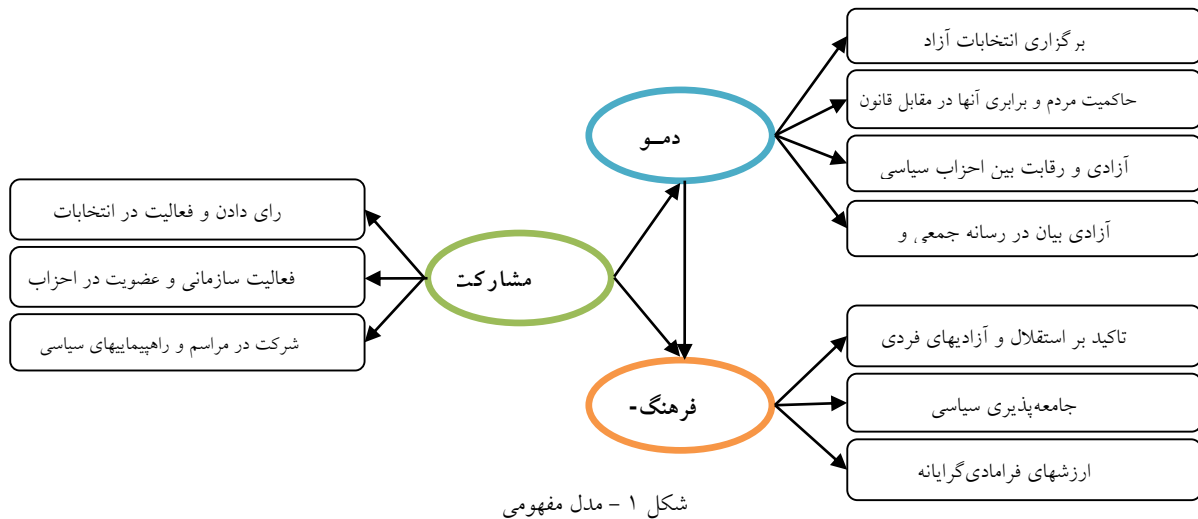 برگزاری انتخابات آزاد
حاکمیت مردم و برابری آنها در مقابل قانون
دمـو
آزادی و رقابت بین احزاب سیاسی
آزادی بیان در رسانه جمعی و
رای دادن و فعالیت در انتخابات
مشارکت
فعالیت سازمانی و عضویت در احزاب
شرکت در مراسم و راهپیماییهای سیاسی
تاکید بر استقلال و آزادیهای فردی
فرهنگ-
جامعه‌پذیری سیاسی
ارزشهای فرامادی‌گرایانه
شکل ۱ – مدل مفهومی